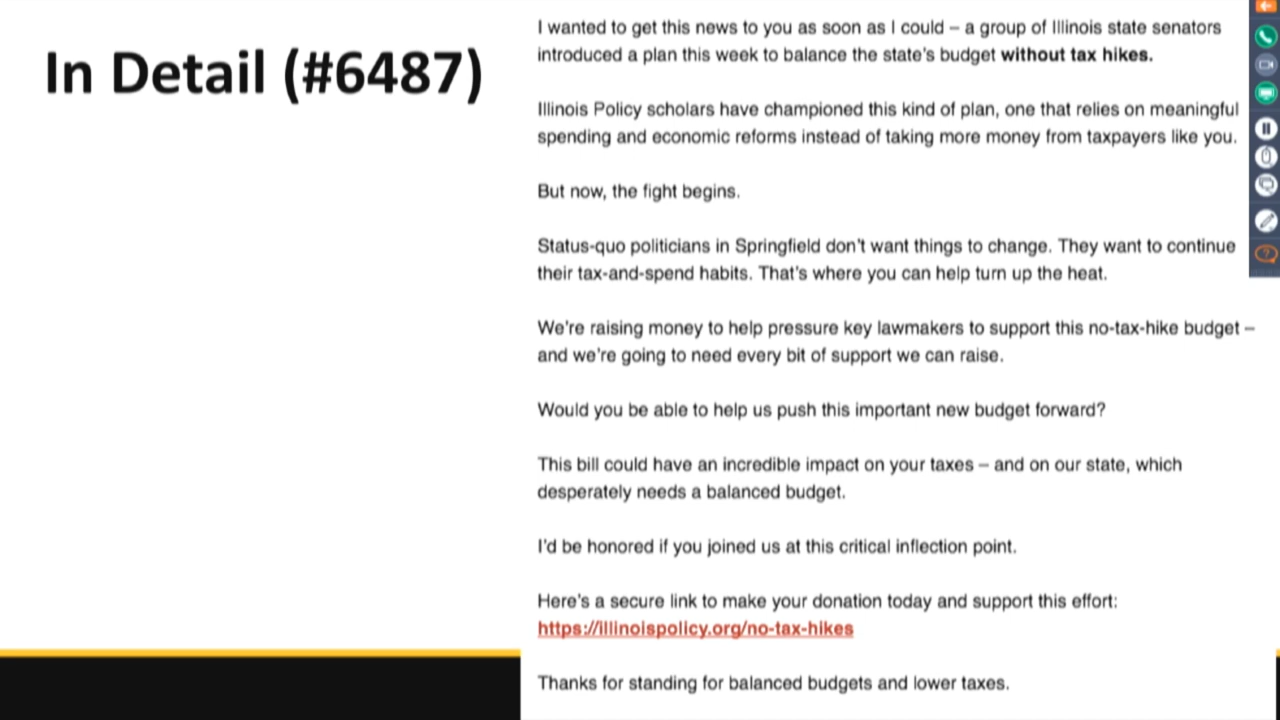 In Detail (#6487)
I wanted to get this news to you as soon as I could – a group of Illinois state senators
introduced a plan this week to balance the state's budget without tax hikes.
Illinois Policy scholars have championed this kind of plan, one that relies on meaningful
spending and economic reforms instead of taking more money from taxpayers like you.
But now, the fight begins.
Status-quo politicians in Springfield don't want things to change. They want to continue
their tax-and-spend habits. That's where you can help turn up the heat.
We're raising money to help pressure key lawmakers to support this no-tax-hike budget –
and we're going to need every bit of support we can raise.
Would you be able to help us push this important new budget forward?
This bill could have an incredible impact on your taxes – and on our state, which
desperately needs a balanced budget.
I'd be honored if you joined us at this critical inflection point.
Here's a secure link to make your donation today and support this effort:
https://illinoispolicy.org/no-tax-hikes
Thanks for standing for balanced budgets and lower taxes.